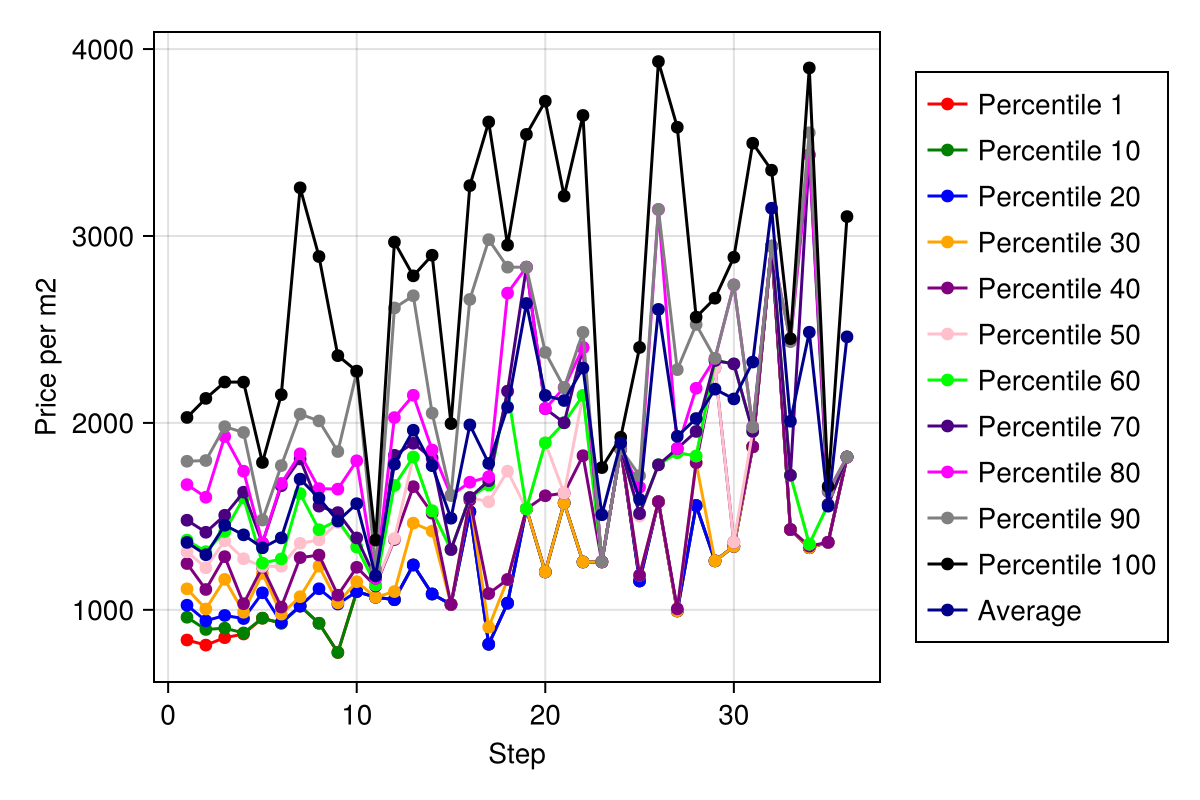 4000
3000
2000
1000
Price per m2
0 10 20 30
Step
Percentile 1
Percentile 10
Percentile 20
Percentile 30
Percentile 40
Percentile 50
Percentile 60
Percentile 70
Percentile 80
Percentile 90
Percentile 100
Average